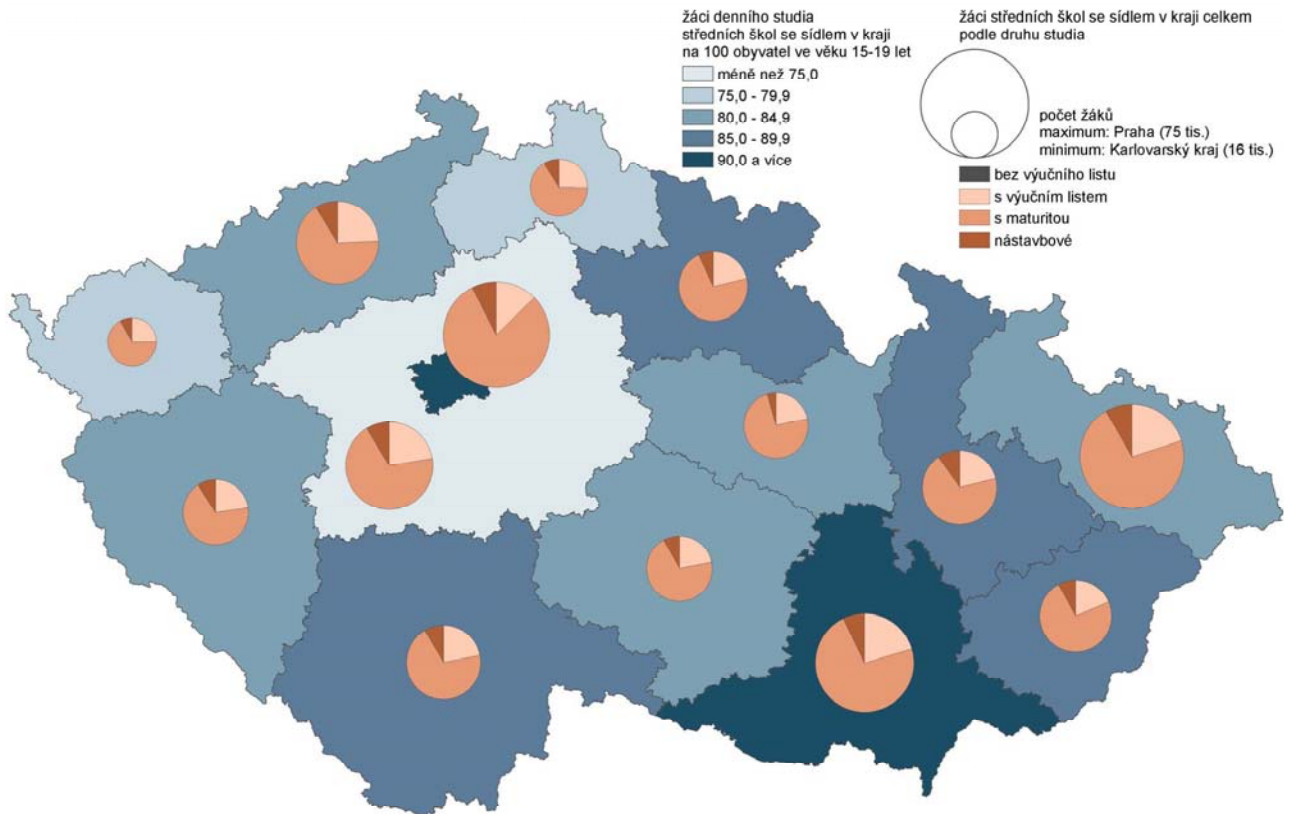 žáci denního studia
středních škol se sídlem v kraji
na 100 obyvatel ve věku 15-19 let
méně než 75,0
75,0 - 79,9
80,0 - 84,9
85,0 - 89,9
90,0 a více
žáci středních škol se sídlem v kraji celkem
podle druhu studia
počet žáků
maximum: Praha (75 tis.)
minimum: Karlovarský kraj (16 tis.)
bez výučního listu
s výučním listem
s maturitou
nástavbové